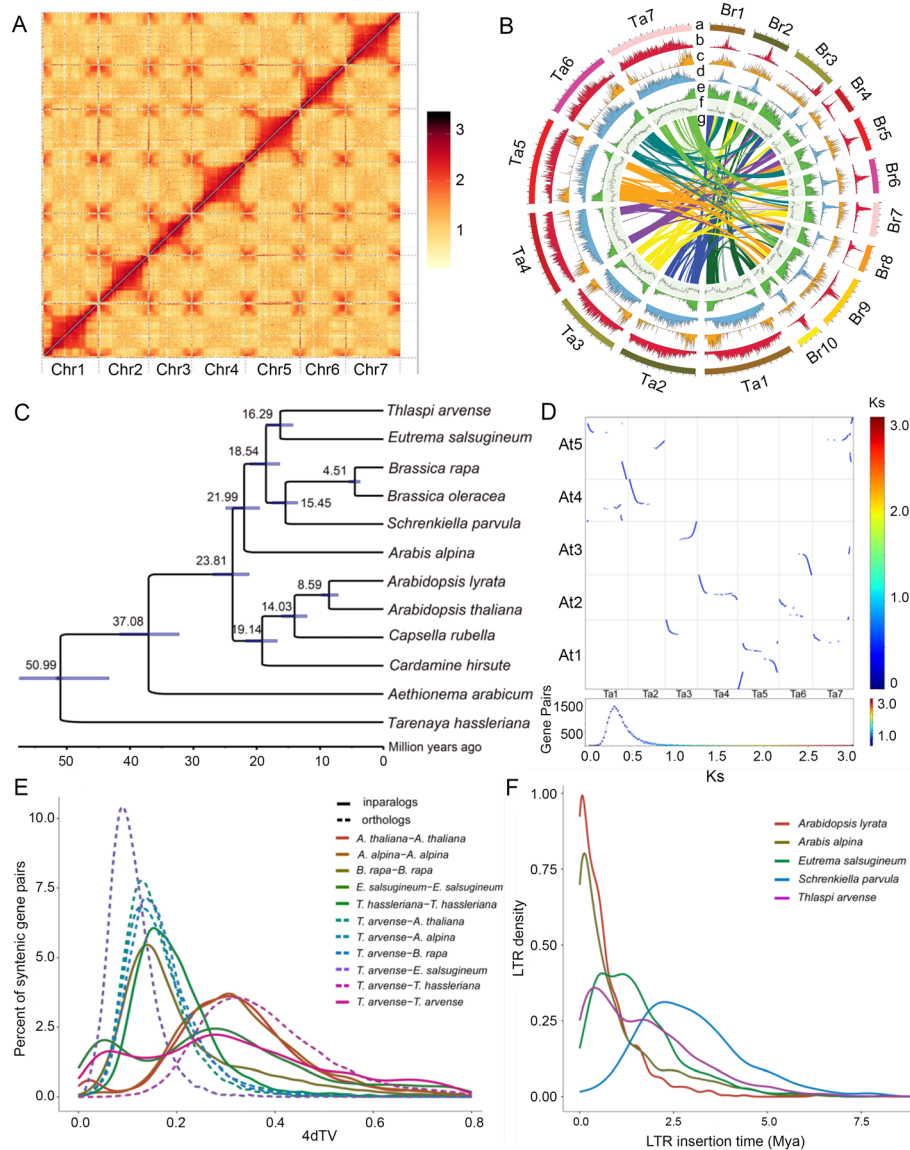 A
3
2
1
Chr1 Chr2 Chr3 Chr4 Chr5 Chr6 Chr7
B
a
b
c
d
e
f
g
Br1
Br2
Br3
Br4
Br5
Br6
Br7
Br8
Br9
Br10
Ta1
Ta2
Ta3
Ta4
Ta5
Ta6
Ta7
C
16.29
18.54
4.51
15.45
21.99
23.81
8.59
14.03
19.14
37.08
50.99
Thlaspi arvense
Eutrema salsugineum
Brassica rapa
Brassica oleracea
Schrenkiella parvula
Arabis alpina
Arabidopsis lyrata
Arabidopsis thaliana
Capsella rubella
Cardamine hirsute
Aethionema arabicum
Tarenaya hassleriana
50 40 30 20 10 0
Million years ago
D
Ks
3.0
2.0
1.0
0
At5
At4
At3
At2
At1
Ta1 Ta2 Ta3 Ta4 Ta5 Ta6 Ta7
Gene Pairs
1500
500
3.0
1.0
0.0 0.5 1.0 1.5 2.0 2.5 3.0
Ks
E
Percent of syntenic gene pairs
10.0
7.5
5.0
2.5
0.0
0.0 0.2 0.4 0.6 0.8
4dTV
inparalogs
orthologs
A. thaliana−A. thaliana
A. alpina−A. alpina
B. rapa−B. rapa
E. salsugineum−E. salsugineum
T. hassleriana−T. hassleriana
T. arvense−A. thaliana
T. arvense−A. alpina
T. arvense−B. rapa
T. arvense−E. salsugineum
T. arvense−T. hassleriana
T. arvense−T. arvense
F
LTR density
1.00
0.75
0.50
0.25
0.00
0.0 2.5 5.0 7.5
LTR insertion time (Mya)
Arabidopsis lyrata
Arabis alpina
Eutrema salsugineum
Schrenkiella parvula
Thlaspi arvense